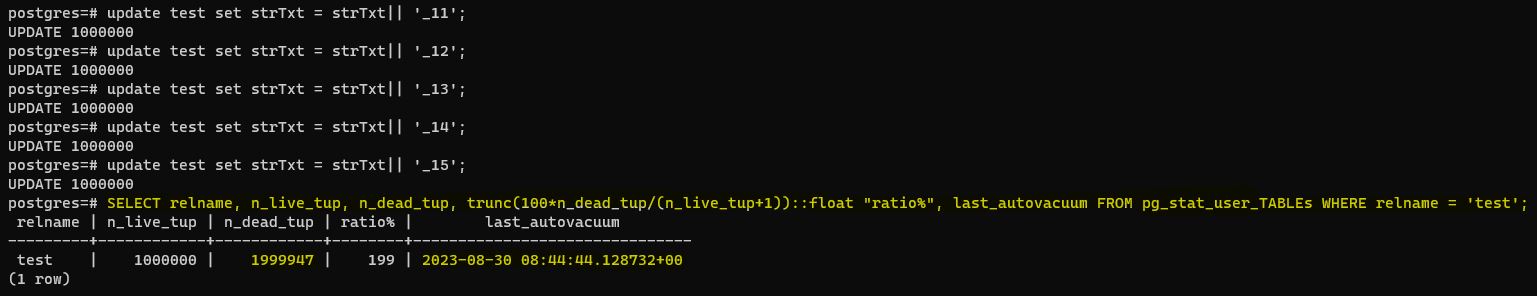 postgres=# update test set strTxt = strTxt|| '_11';
UPDATE 1000000
postgres=# update test set strTxt = strTxt|| '_12';
UPDATE 1000000
postgres=# update test set strTxt = strTxt|| '_13';
UPDATE 1000000
postgres=# update test set strTxt = strTxt|| '_14';
UPDATE 1000000
postgres=# update test set strTxt = strTxt|| '_15';
UPDATE 1000000
postgres=# SELECT relname, n_live_tup, n_dead_tup, trunc(100*n_dead_tup/(n_live_tup+1))::float "ratio%", last_autovacuum FROM pg_stat_user_TABLEs WHERE relname = 'test';
 relname | n_live_tup | n_dead_tup | ratio% |        last_autovacuum
---------+------------+------------+--------+-------------------------------
 test    |    1000000 |    1999947 |    199 | 2023-08-30 08:44:44.128732+00
(1 row)